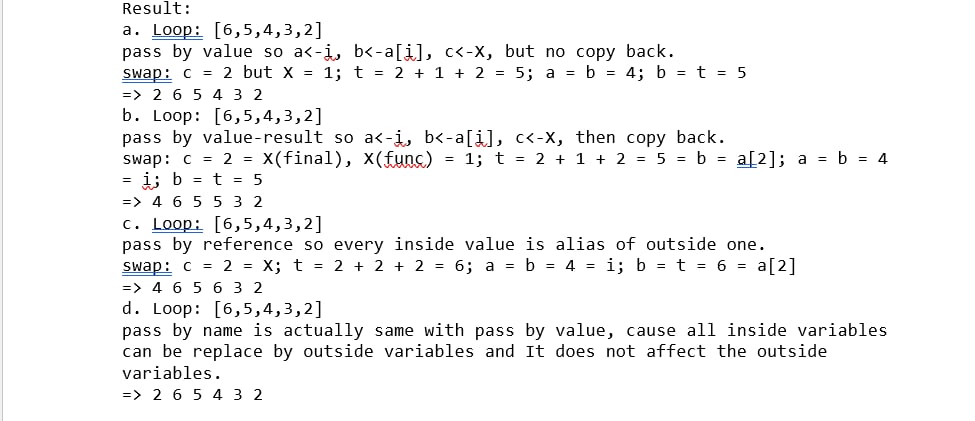 Result:
a. Loop: [6,5,4,3,2]
pass by value so a<-i, b<-a[i], c<-X, but no copy back.
swap: c = 2 but X = 1; t = 2 + 1 + 2 = 5; a = b = 4; b = t = 5
=> 2 6 5 4 3 2
b. Loop: [6,5,4,3,2]
pass by value-result so a<-i, b<-a[i], c<-X, then copy back.
swap: c = 2 = X(final), X(func) = 1; t = 2 + 1 + 2 = 5 = b = a[2]; a = b = 4
= i; b = t = 5
=> 4 6 5 5 3 2
c. Loop: [6,5,4,3,2]
pass by reference so every inside value is alias of outside one.
swap: c = 2 = X; t = 2 + 2 + 2 = 6; a = b = 4 = i; b = t = 6 = a[2]
=> 4 6 5 6 3 2
d. Loop: [6,5,4,3,2]
pass by name is actually same with pass by value, cause all inside variables
can be replace by outside variables and It does not affect the outside
variables.
=> 2 6 5 4 3 2